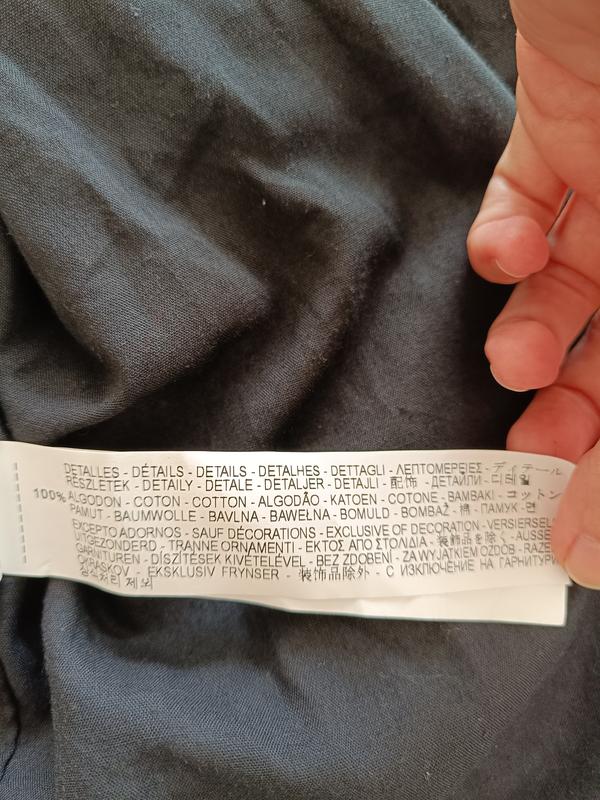 DETALLES - DÉTAILS - DETAILS - DETALHES - DETTAGLI - ΛΕΠΤΟΜΕΡΕΙΕΣ - ディテール
RÉSZLETEK - DETAILY - DETALE - DETALJER - DETALJI - 配饰 - ДЕТАЙЛИ - 디테일
100% ALGODON - COTON - COTTON - ALGODÃO - KATOEN - COTONE - ΒΑΜΒΑΚΙ - コットン
PAMUT - BAUMWOLLE - BAVLNA - BAWEŁNA - BOMULD - BOMBAŽ - 棉 - ПАМУК - 면
EXCEPTO ADORNOS - SAUF DÉCORATIONS - EXCLUSIVE OF DECORATION - VERSIERSEL
UITGEZONDERD - TRANNE ORNAMENTI - ΕΚΤΟΣ ΑΠΟ ΣΤΟΛΙΔΙΑ - 装飾品を除く - AUSSE
GARNITUREN - DÍSZÍTÉSEK KIVÉTELÉVEL - BEZ ZDOBENÍ - ZA WYJĄTKIEM OZDÓB - RAZE
OKRASKOV - EKSKLUSIV FRYNSER - 装饰品除外 - С ИЗКЛЮЧЕНИЕ НА ГАРНИТУРИ
장식처리 제외